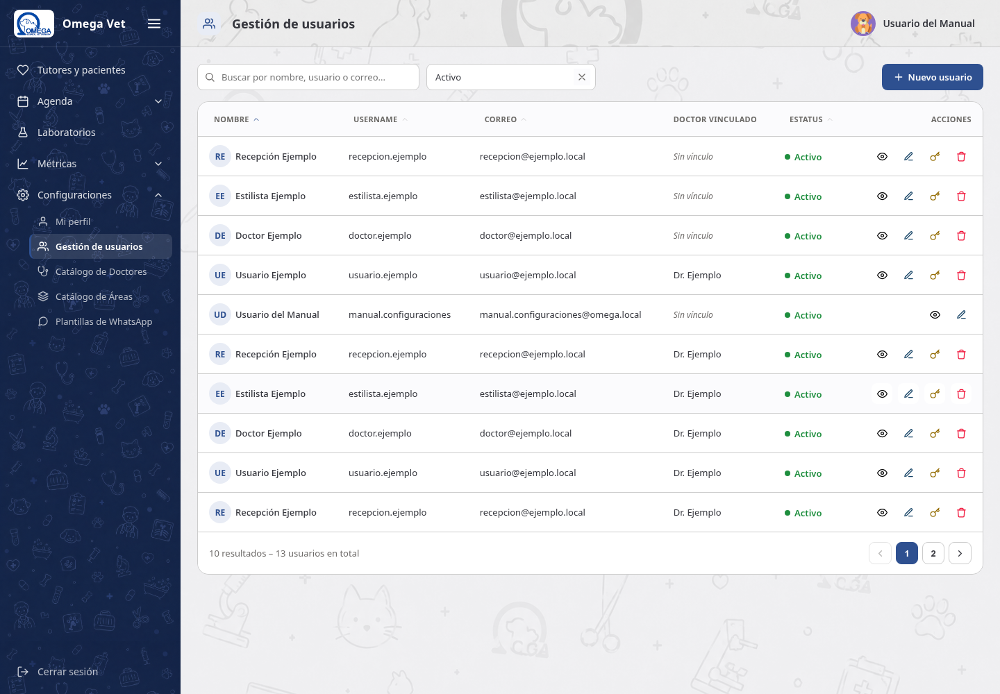 OMEGA
Omega Vet
Tutores y pacientes
Agenda
Laboratorios
Métricas
Configuraciones
Mi perfil
Gestión de usuarios
Catálogo de Doctores
Catálogo de Áreas
Plantillas de WhatsApp
Cerrar sesión
Gestión de usuarios
Usuario del Manual
Buscar por nombre, usuario o correo...
Activo
Nuevo usuario
NOMBRE USERNAME CORREO DOCTOR VINCULADO ESTATUS ACCIONES
RE Recepción Ejemplo recepcion.ejemplo recepcion@ejemplo.local Sin vínculo Activo
EE Estilista Ejemplo estilista.ejemplo estilista@ejemplo.local Sin vínculo Activo
DE Doctor Ejemplo doctor.ejemplo doctor@ejemplo.local Sin vínculo Activo
UE Usuario Ejemplo usuario.ejemplo usuario@ejemplo.local Dr. Ejemplo Activo
UD Usuario del Manual manual.configuraciones manual.configuraciones@omega.local Sin vínculo Activo
RE Recepción Ejemplo recepcion.ejemplo recepcion@ejemplo.local Dr. Ejemplo Activo
EE Estilista Ejemplo estilista.ejemplo estilista@ejemplo.local Dr. Ejemplo Activo
DE Doctor Ejemplo doctor.ejemplo doctor@ejemplo.local Dr. Ejemplo Activo
UE Usuario Ejemplo usuario.ejemplo usuario@ejemplo.local Dr. Ejemplo Activo
RE Recepción Ejemplo recepcion.ejemplo recepcion@ejemplo.local Dr. Ejemplo Activo
10 resultados – 13 usuarios en total
1 2